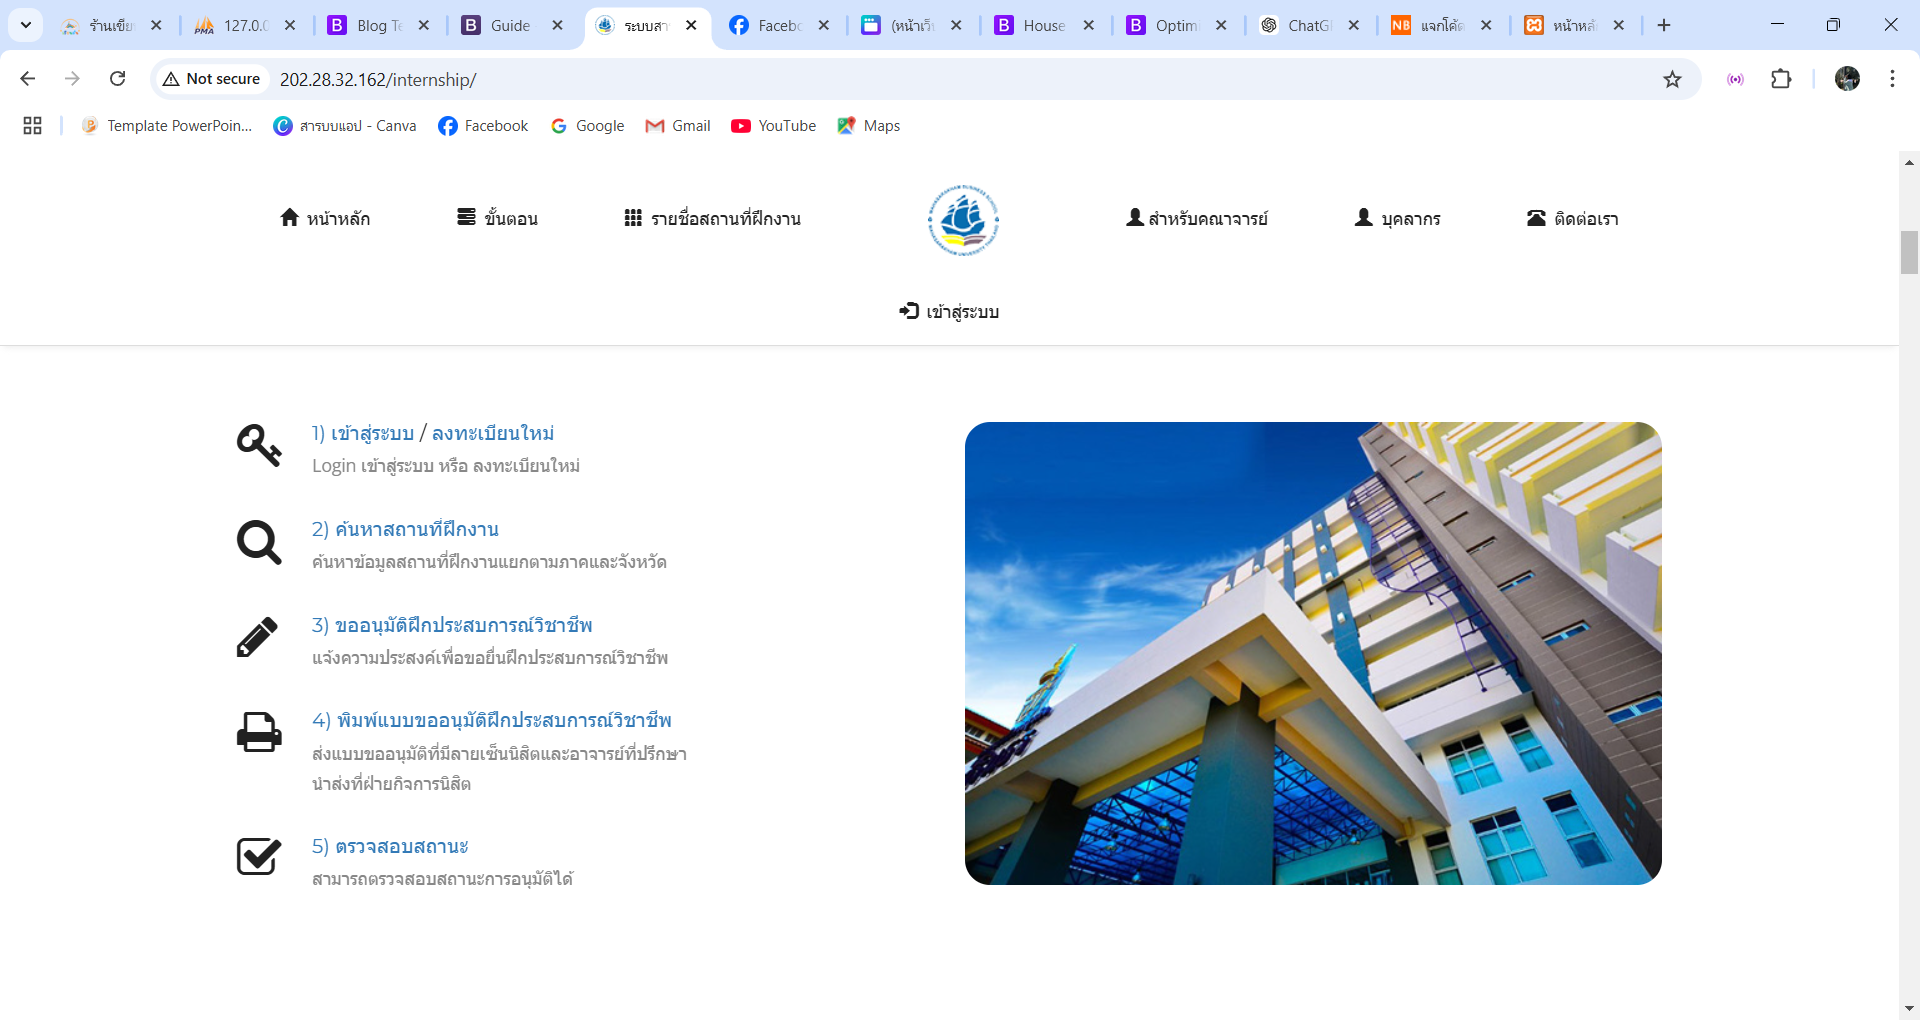 ร้านเขีย
127.0.0
Blog Te
Guide
ระบบสา
Facebo
(หน้าเว็
House
Optimi
ChatG
แจกโค้ด
หน้าหลั
Not secure
202.28.32.162/internship/
Template PowerPoin...
สารบบแอป - Canva
Facebook
Google
Gmail
YouTube
Maps
หน้าหลัก
ขั้นตอน
รายชื่อสถานที่ฝึกงาน
สำหรับคณาจารย์
บุคลากร
ติดต่อเรา
เข้าสู่ระบบ
1) เข้าสู่ระบบ / ลงทะเบียนใหม่
Login เข้าสู่ระบบ หรือ ลงทะเบียนใหม่
2) ค้นหาสถานที่ฝึกงาน
ค้นหาข้อมูลสถานที่ฝึกงานแยกตามภาคและจังหวัด
3) ขออนุมัติฝึกประสบการณ์วิชาชีพ
แจ้งความประสงค์เพื่อขอยื่นฝึกประสบการณ์วิชาชีพ
4) พิมพ์แบบขออนุมัติฝึกประสบการณ์วิชาชีพ
ส่งแบบขออนุมัติที่มีลายเซ็นนิสิตและอาจารย์ที่ปรึกษา
นำส่งที่ฝ่ายกิจการนิสิต
5) ตรวจสอบสถานะ
สามารถตรวจสอบสถานะการอนุมัติได้